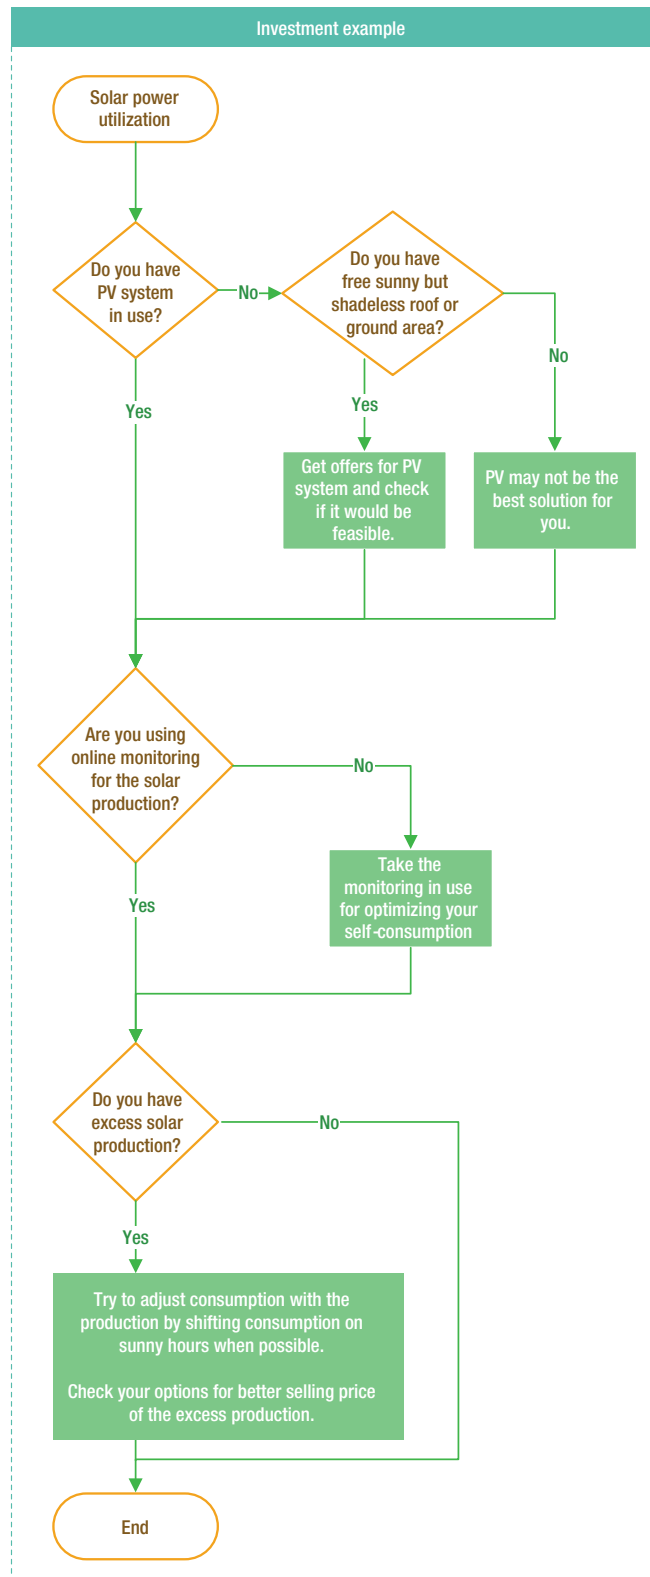 Investment example
Solar power
utilization
Do you have
PV system
in use?
No
Do you have
free sunny but
shadeless roof or
ground area?
No
Yes
Yes
Get offers for PV
system and check
if it would be
feasible.
PV may not be the
best solution for
you.
Are you using
online monitoring
for the solar
production?
No
Take the
monitoring in use
for optimizing your
self-consumption
Yes
Do you have
excess solar
production?
No
Yes
Try to adjust consumption with the
production by shifting consumption on
sunny hours when possible.
Check your options for better selling price
of the excess production.
End